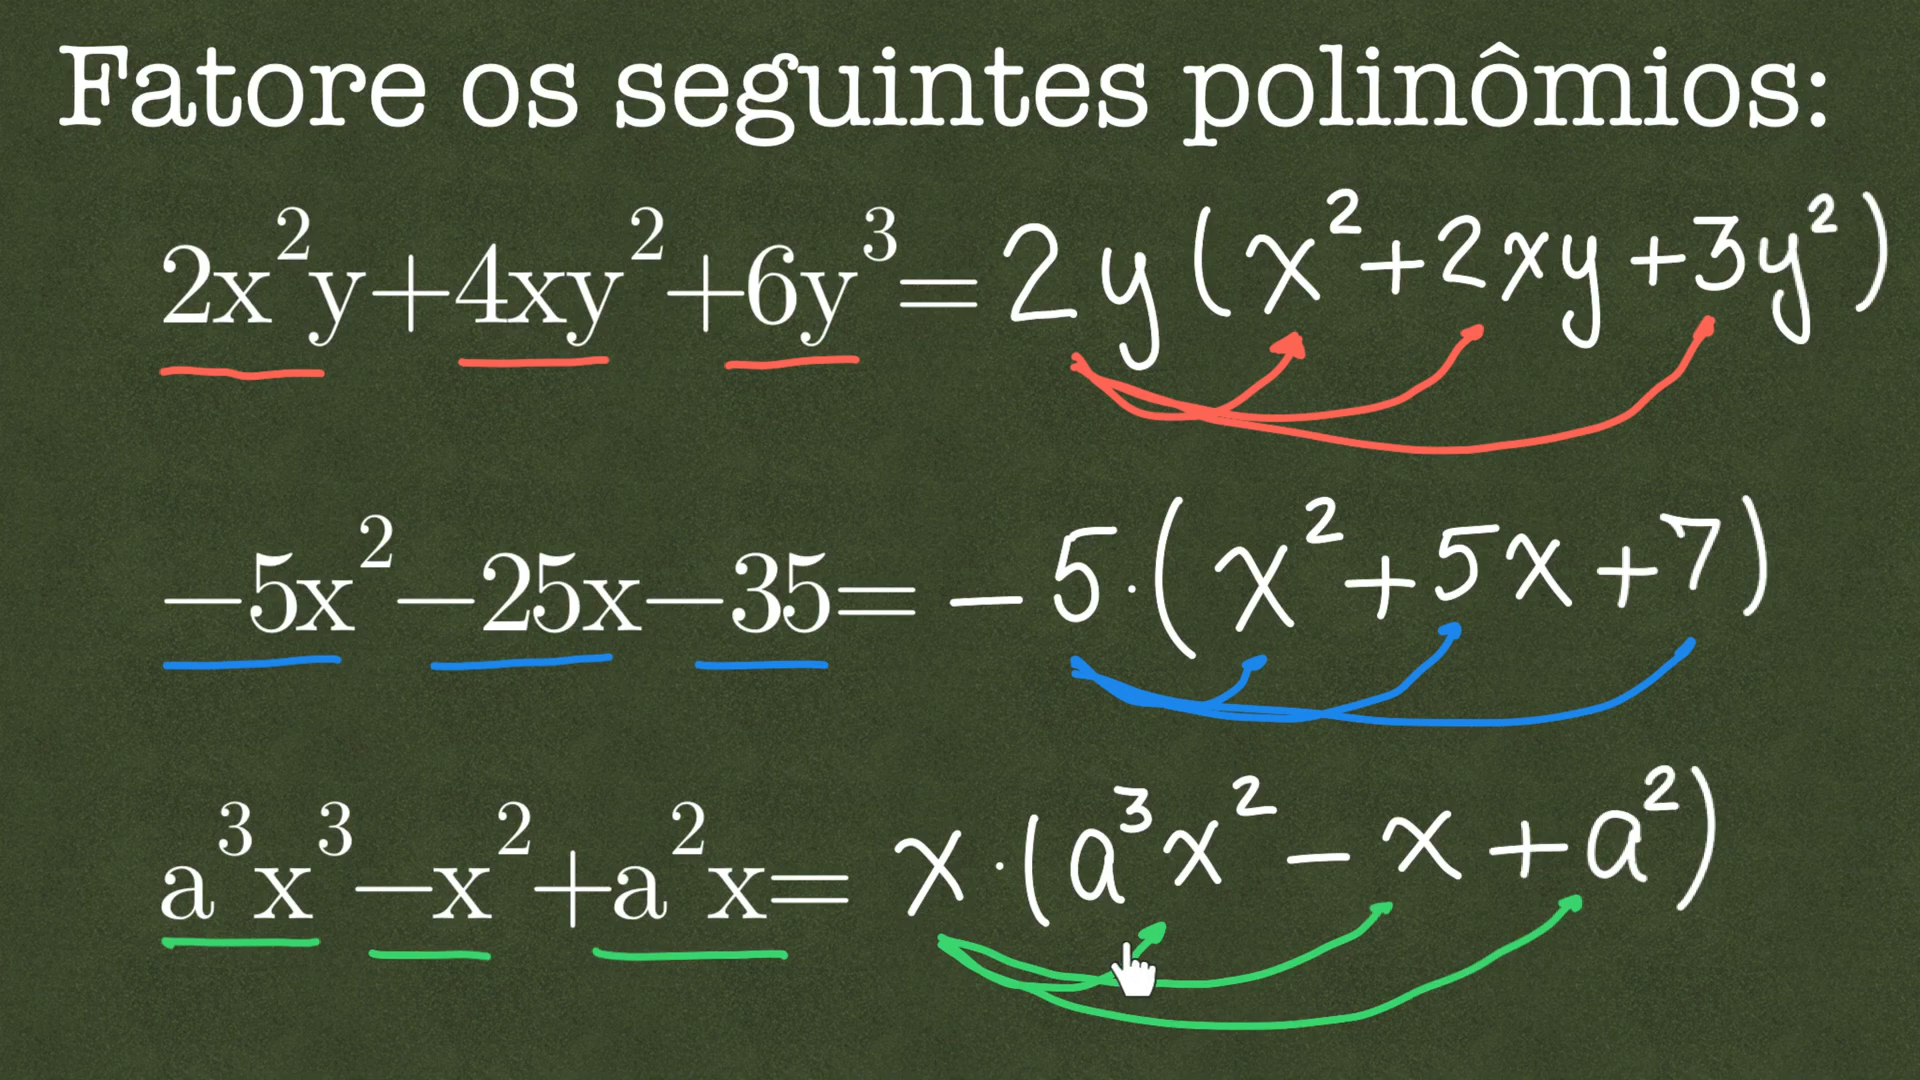 Fatore os seguintes polinômios:
2x²y+4xy²+6y³=2y(x²+2xy+3y²)
−5x²−25x−35=−5·(x²+5x+7)
a³x³−x²+a²x=x·(a³x²−x+a²)